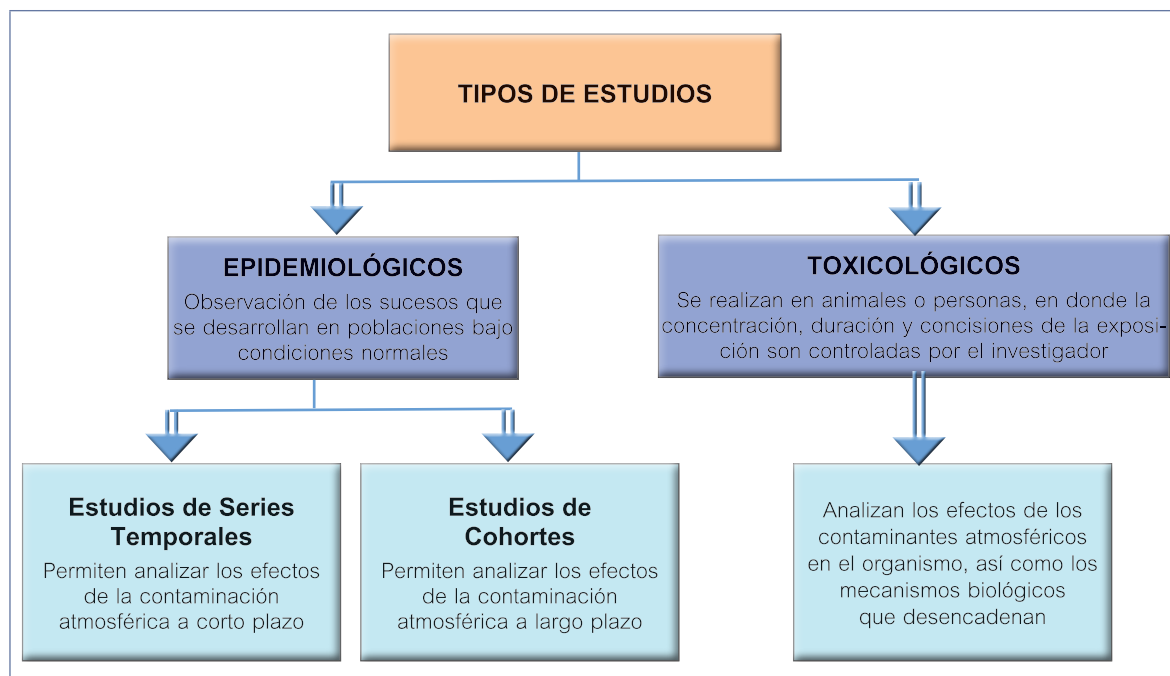 TIPOS DE ESTUDIOS
EPIDEMIOLÓGICOS
Observación de los sucesos que
se desarrollan en poblaciones bajo
condiciones normales
TOXICOLÓGICOS
Se realizan en animales o personas, en donde la
concentración, duración y concisiones de la exposi-
ción son controladas por el investigador
Estudios de Series
Temporales
Permiten analizar los efectos
de la contaminación
atmosférica a corto plazo
Estudios de
Cohortes
Permiten analizar los efectos
de la contaminación
atmosférica a largo plazo
Analizan los efectos de los
contaminantes atmosféricos
en el organismo, así como los
mecanismos biológicos
que desencadenan